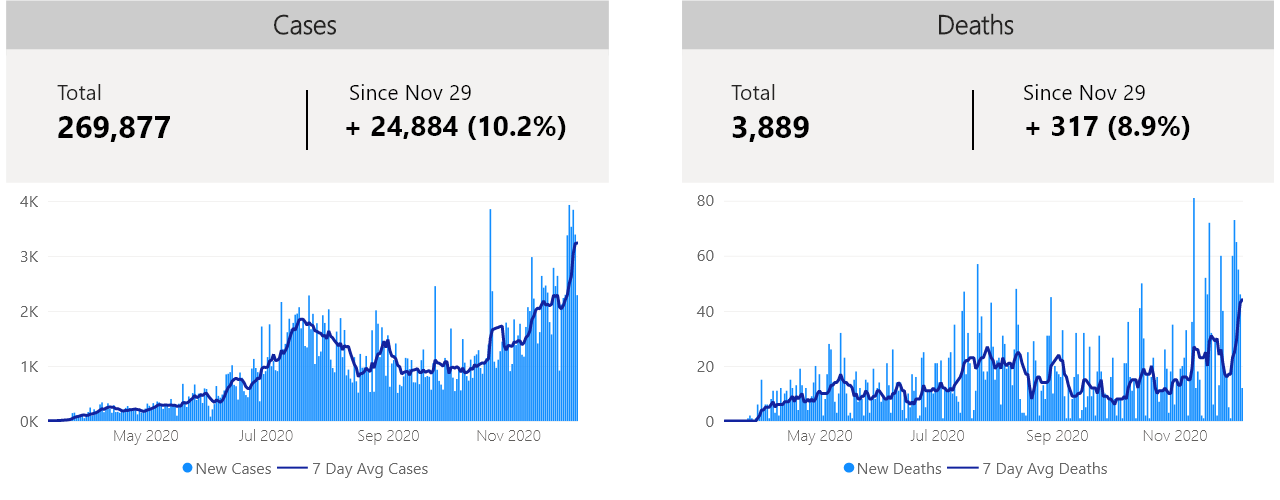 Cases
Total
269,877
Since Nov 29
+ 24,884 (10.2%)
4K
3K
2K
1K
0K
May 2020
Jul 2020
Sep 2020
Nov 2020
New Cases
7 Day Avg Cases
Deaths
Total
3,889
Since Nov 29
+ 317 (8.9%)
80
60
40
20
0
May 2020
Jul 2020
Sep 2020
Nov 2020
New Deaths
7 Day Avg Deaths